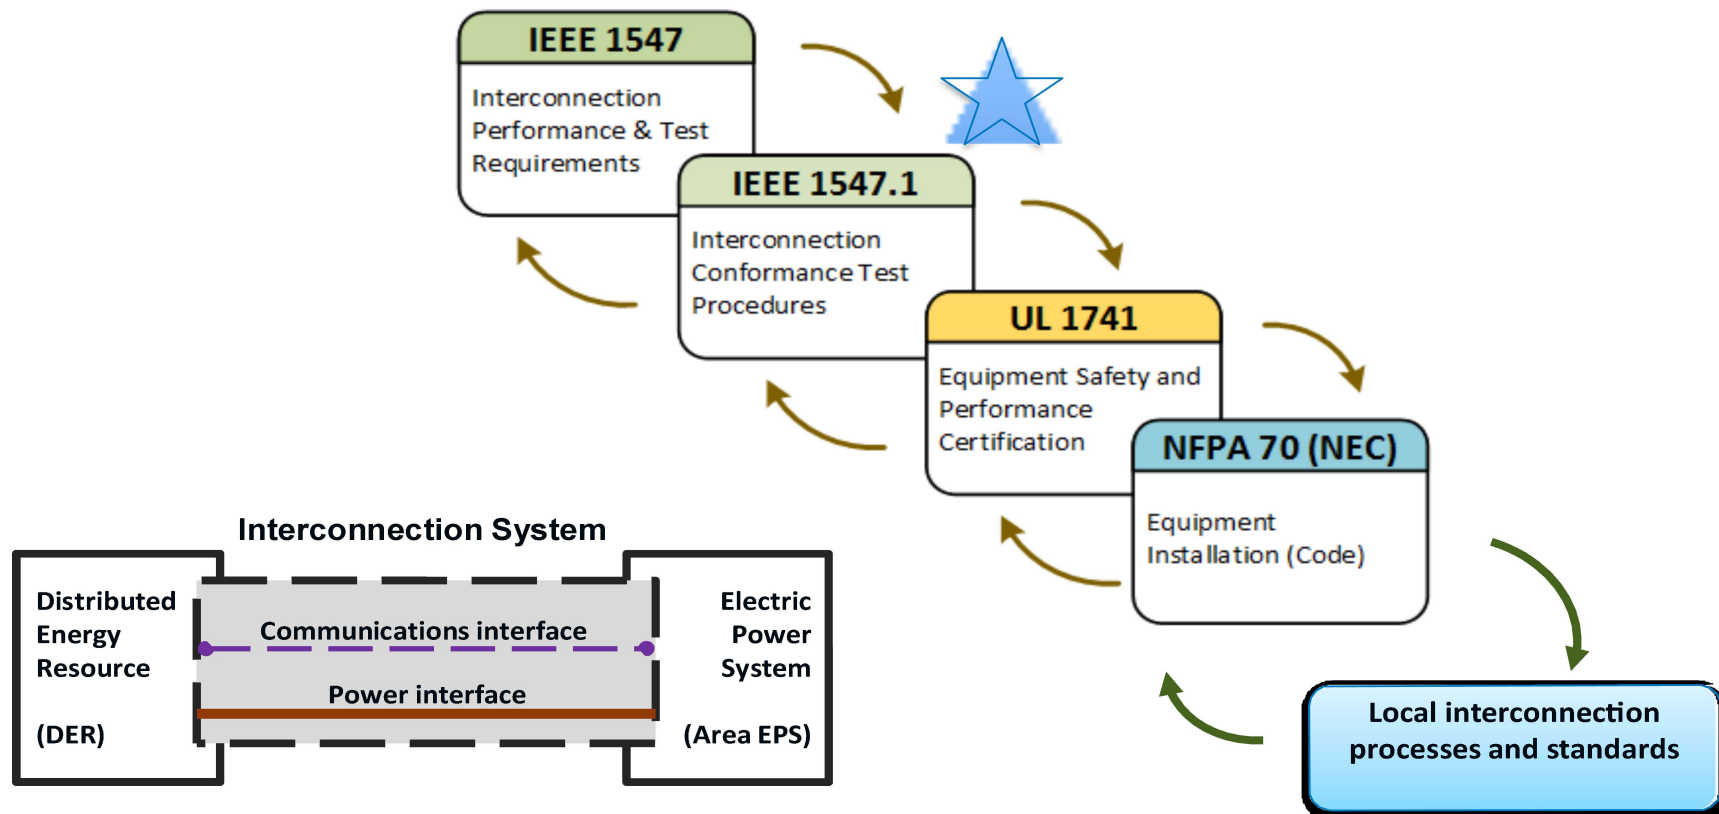 IEEE 1547
Interconnection
Performance & Test
Requirements
IEEE 1547.1
Interconnection
Conformance Test
Procedures
UL 1741
Equipment Safety and
Performance
Certification
NFPA 70 (NEC)
Equipment
Installation (Code)
Local interconnection
processes and standards
Interconnection System
Distributed
Energy
Resource
(DER)
Communications interface
Power interface
Electric
Power
System
(Area EPS)